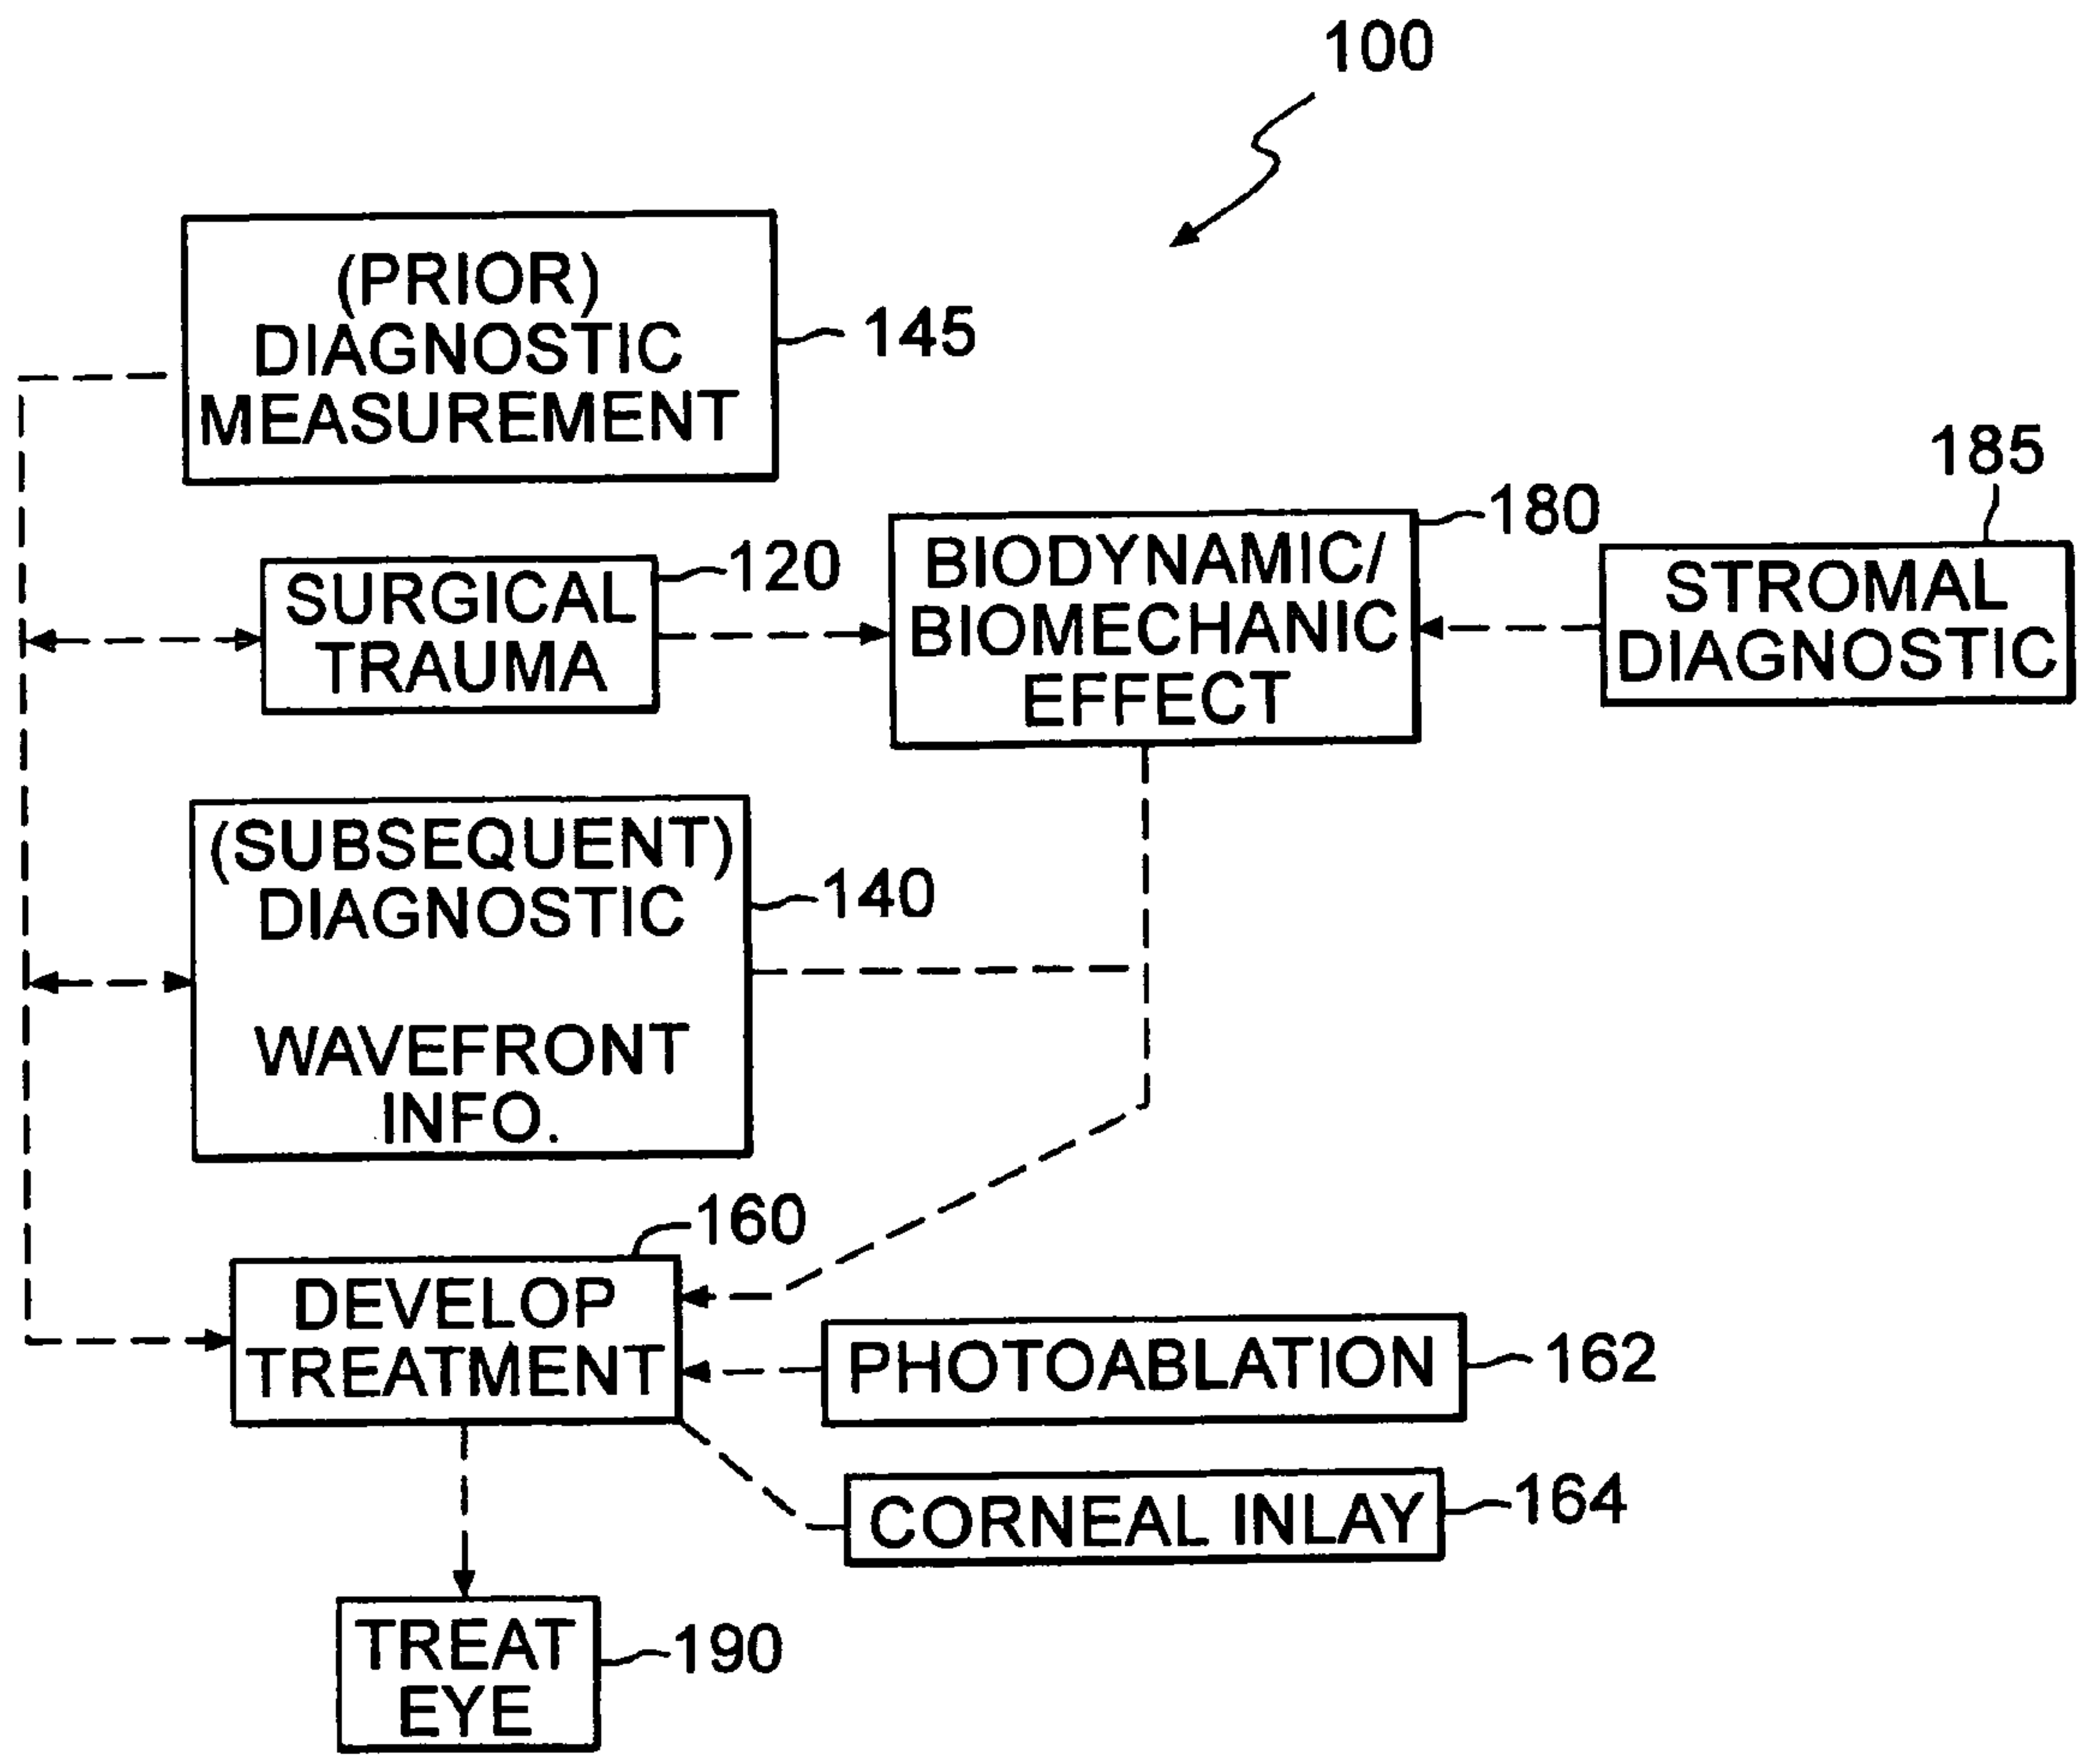 100
(PRIOR)
DIAGNOSTIC
MEASUREMENT
145
185
180
120
SURGICAL
TRAUMA
BIODYNAMIC/
BIOMECHANIC
EFFECT
STROMAL
DIAGNOSTIC
(SUBSEQUENT)
DIAGNOSTIC
WAVEFRONT
INFO.
140
160
DEVELOP
TREATMENT
PHOTOABLATION
162
CORNEAL INLAY
164
TREAT
EYE
190